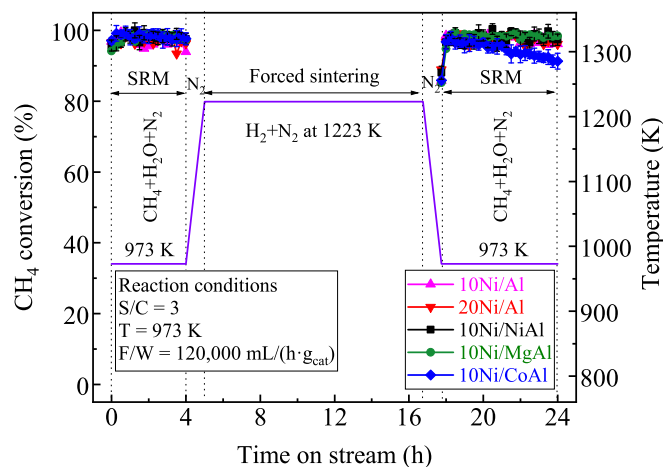 100
80
60
40
20
0
CH₄ conversion (%)
SRM
N₂
Forced sintering
N₂
SRM
CH₄+H₂O+N₂
H₂+N₂ at 1223 K
CH₄+H₂O+N₂
973 K
973 K
Reaction conditions
S/C = 3
T = 973 K
F/W = 120,000 mL/(h·g_cat)
10Ni/Al
20Ni/Al
10Ni/NiAl
10Ni/MgAl
10Ni/CoAl
1300
1200
1100
1000
900
800
Temperature (K)
0 4 8 12 16 20 24
Time on stream (h)